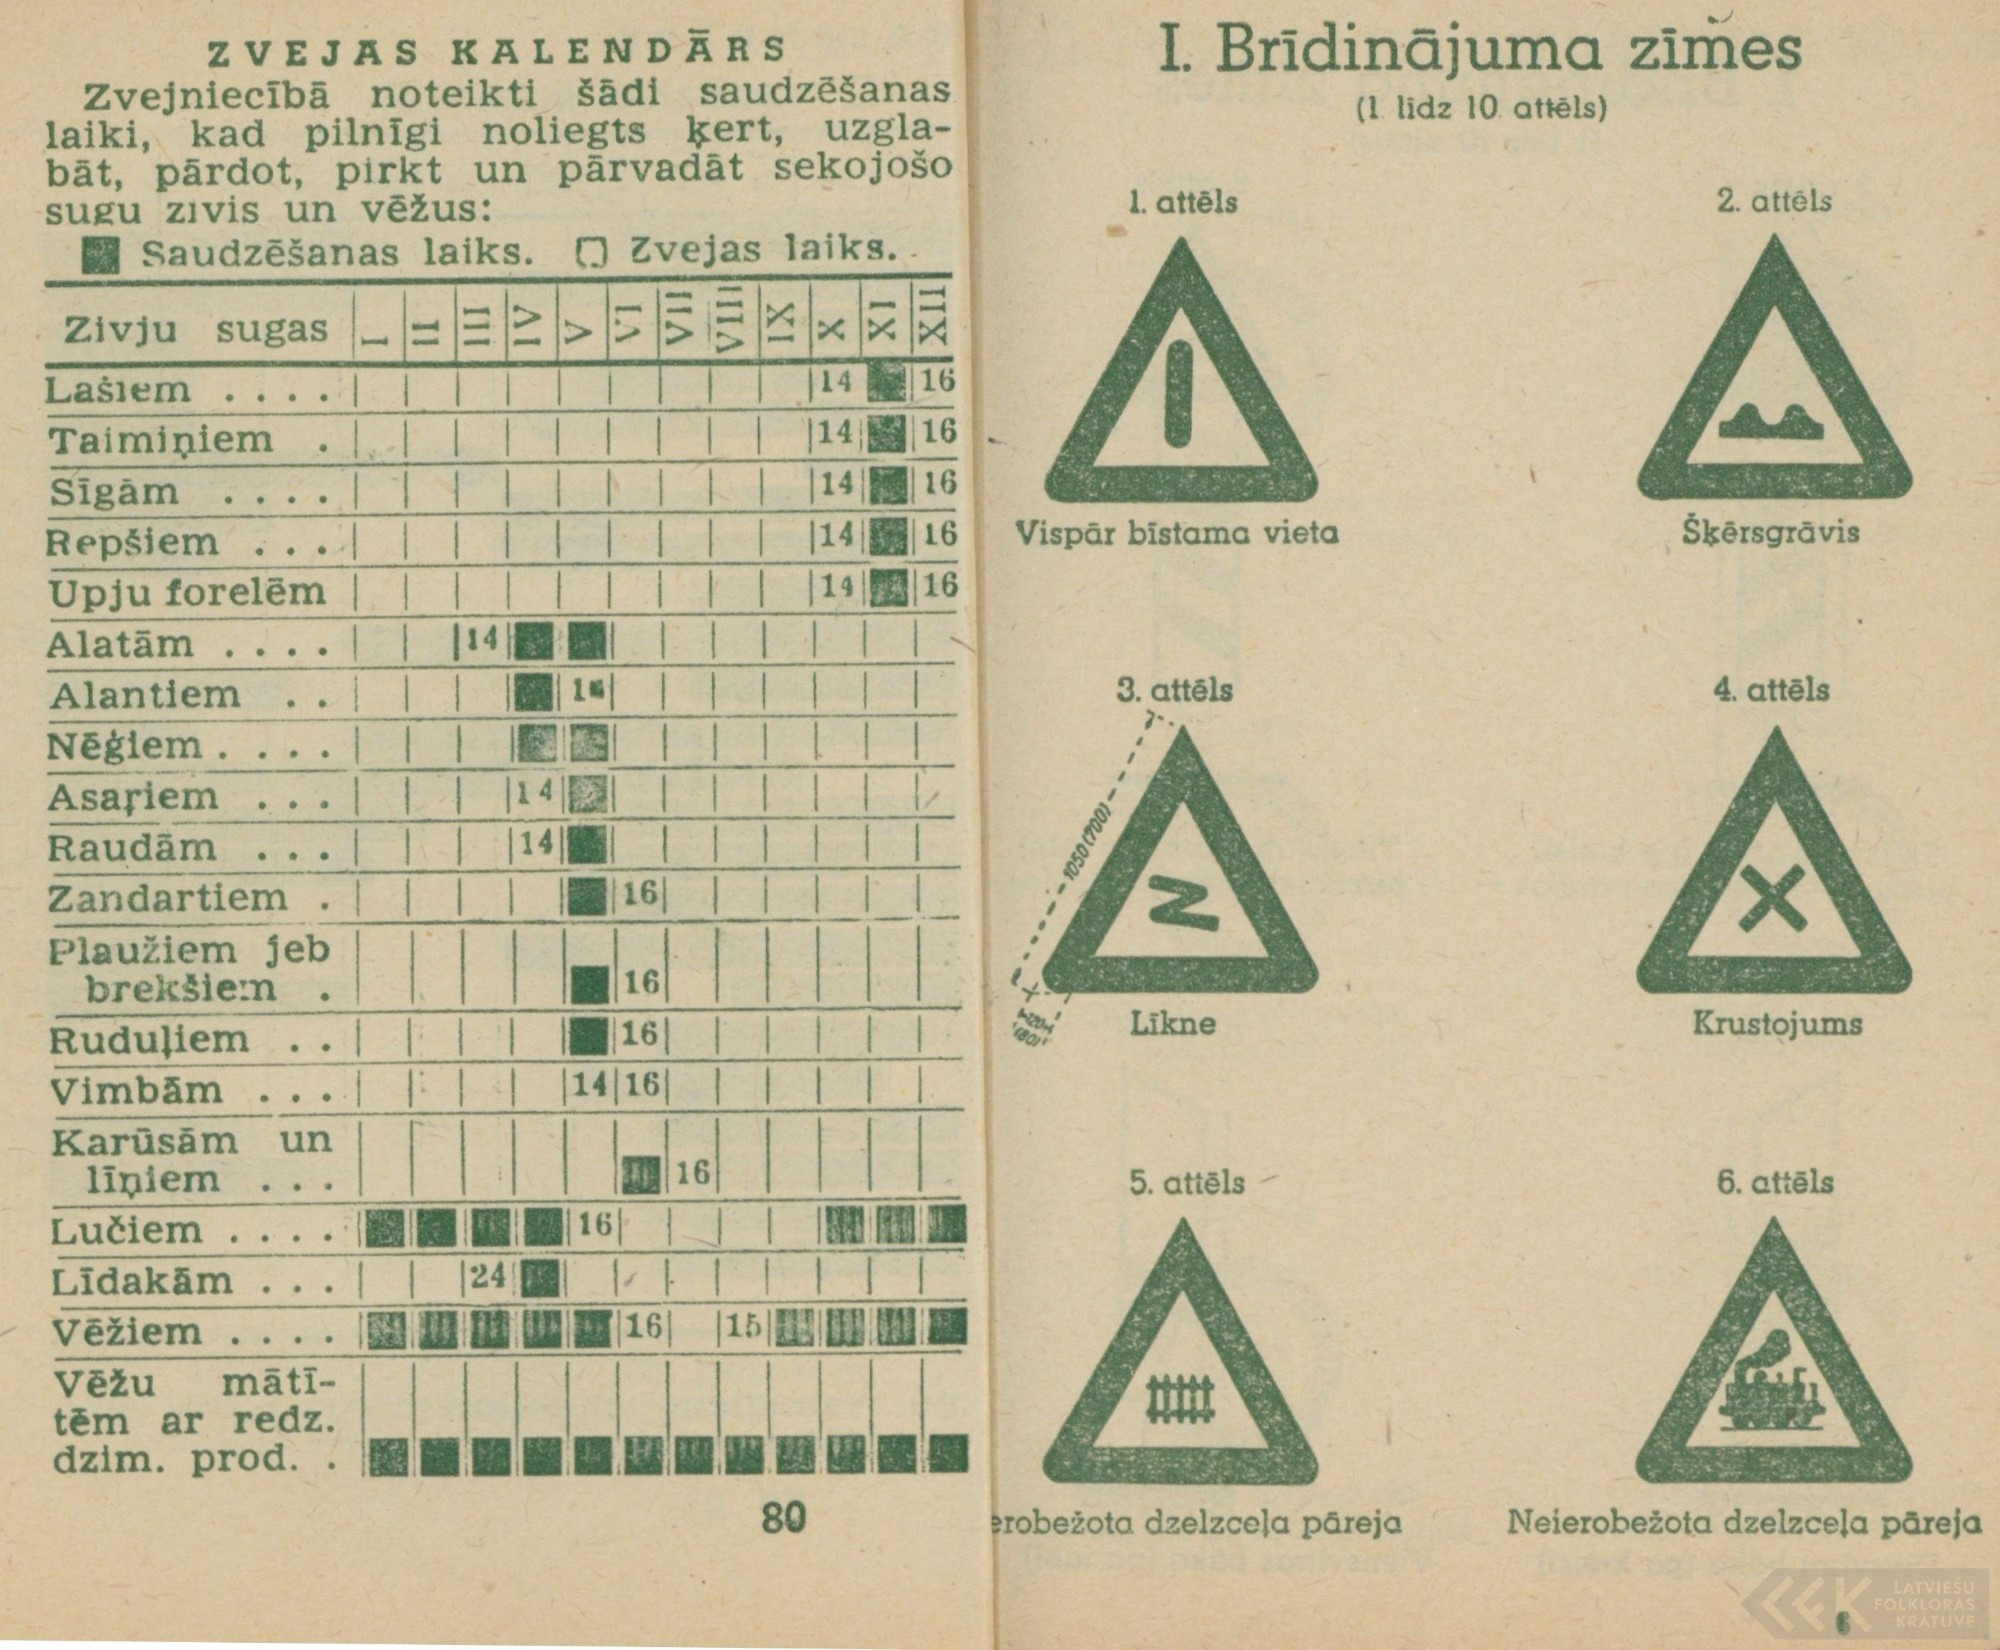 ZVEJAS KALENDĀRS
Zvejniecībā noteikti šādi saudzēšanas
laiki, kad pilnīgi noliegts ķert, uzgla-
bāt, pārdot, pirkt un pārvadāt sekojošo
sugu zivis un vēžus:
Saudzēšanas laiks. Zvejas laiks.
Zivju sugas I II III IV V VI VII VIII IX X XI XII
Lašiem .... 14 16
Taimiņiem . 14 16
Sīgām .... 14 16
Repšiem ... 14 16
Upju forelēm 14 16
Alatām .... 14
Alantiem ..
Nēģiem ....
Asaŗiem ... 14
Raudām ... 14
Zandartiem . 16
Plaužiem jeb
brekšiem . 16
Ruduļiem .. 16
Vimbām ... 14 16
Karūsām un
līņiem ... 16
Lučiem .... 16
Līdakām ... 24
Vēžiem .... 16 15
Vēžu mātī-
tēm ar redz.
dzim. prod. .
80
I. Brīdinājuma zīmes
(1. līdz 10. attēls)
1. attēls
2. attēls
Vispār bīstama vieta
Šķērsgrāvis
3. attēls
4. attēls
1050(700)
120
(80)
Līkne
Krustojums
5. attēls
6. attēls
erobežota dzelzceļa pāreja
Neierobežota dzelzceļa pāreja
LATVIEŠU
FOLKLORAS
KRĀTUVE
6